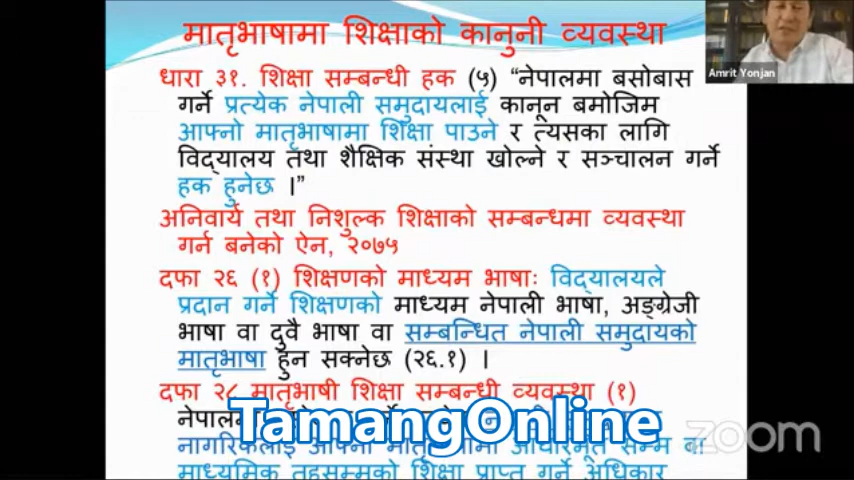 मातृभाषामा शिक्षाको कानुनी व्यवस्था
Amrit Yonjan
धारा ३१. शिक्षा सम्बन्धी हक (५) “नेपालमा बसोबास
गर्ने प्रत्येक नेपाली समुदायलाई कानून बमोजिम
आफ्नो मातृभाषामा शिक्षा पाउने र त्यसका लागि
विद्यालय तथा शैक्षिक संस्था खोल्ने र सञ्चालन गर्ने
हक हुनेछ ।”
अनिवार्य तथा निशुल्क शिक्षाको सम्बन्धमा व्यवस्था
गर्न बनेको ऐन, २०७५
दफा २६ (१) शिक्षणको माध्यम भाषाः विद्यालयले
प्रदान गर्ने शिक्षणको माध्यम नेपाली भाषा, अङ्ग्रेजी
भाषा वा दुवै भाषा वा सम्बन्धित नेपाली समुदायको
मातृभाषा हुन सक्नेछ (२६.१) ।
दफा २८ मातृभाषी शिक्षा सम्बन्धी व्यवस्था (१)
TamangOnline
zoom
नागरिकलाई आफ्नो मातृभाषामा आधारभूत सम्म वा
माध्यमिक तहसम्मको शिक्षा प्राप्त गर्ने अधिकार